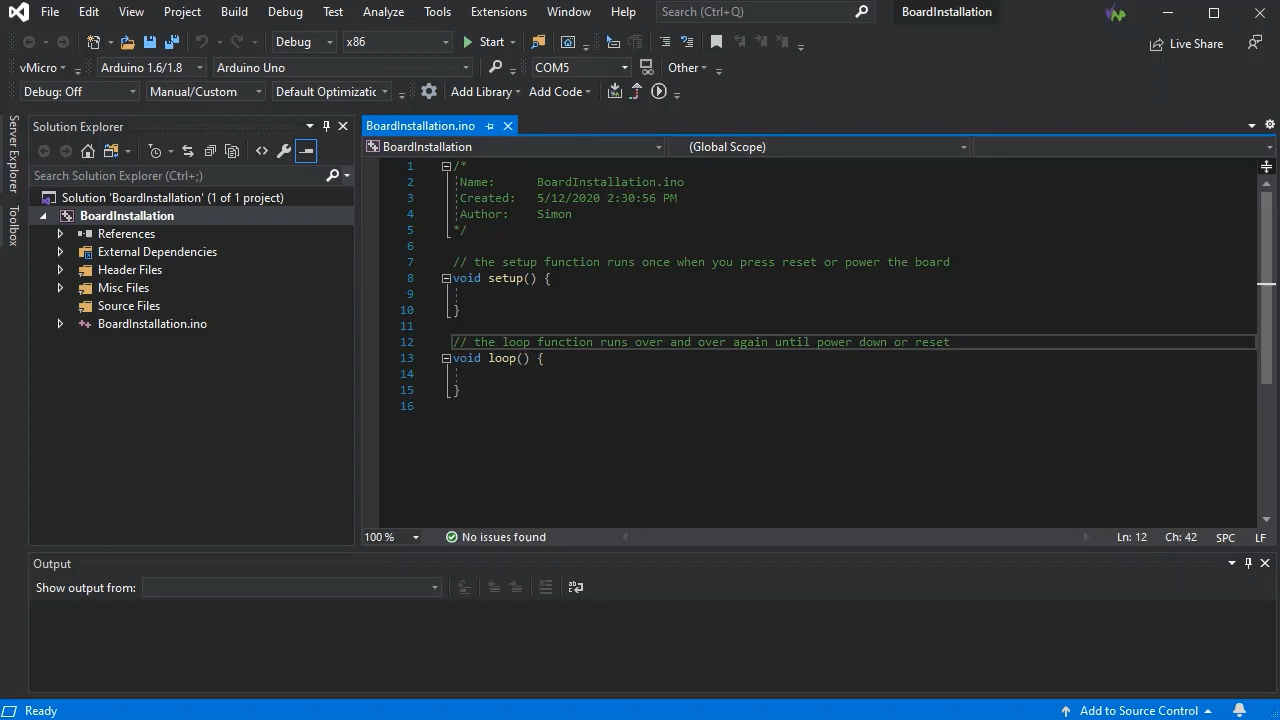 File Edit View Project Build Debug Test Analyze Tools Extensions Window Help Search (Ctrl+Q) BoardInstallation
Debug x86 Start Live Share
vMicro Arduino 1.6/1.8 Arduino Uno COM5 Other
Debug: Off Manual/Custom Default Optimizatic Add Library Add Code
Server Explorer
Toolbox
Solution Explorer
Search Solution Explorer (Ctrl+;)
Solution 'BoardInstallation' (1 of 1 project)
BoardInstallation
References
External Dependencies
Header Files
Misc Files
Source Files
BoardInstallation.ino
BoardInstallation.ino
BoardInstallation (Global Scope)
1 /*
2 Name: BoardInstallation.ino
3 Created: 5/12/2020 2:30:56 PM
4 Author: Simon
5 */
6
7 // the setup function runs once when you press reset or power the board
8 void setup() {
9
10 }
11
12 // the loop function runs over and over again until power down or reset
13 void loop() {
14
15 }
16
100 % No issues found Ln: 12 Ch: 42 SPC LF
Output
Show output from:
Ready Add to Source Control